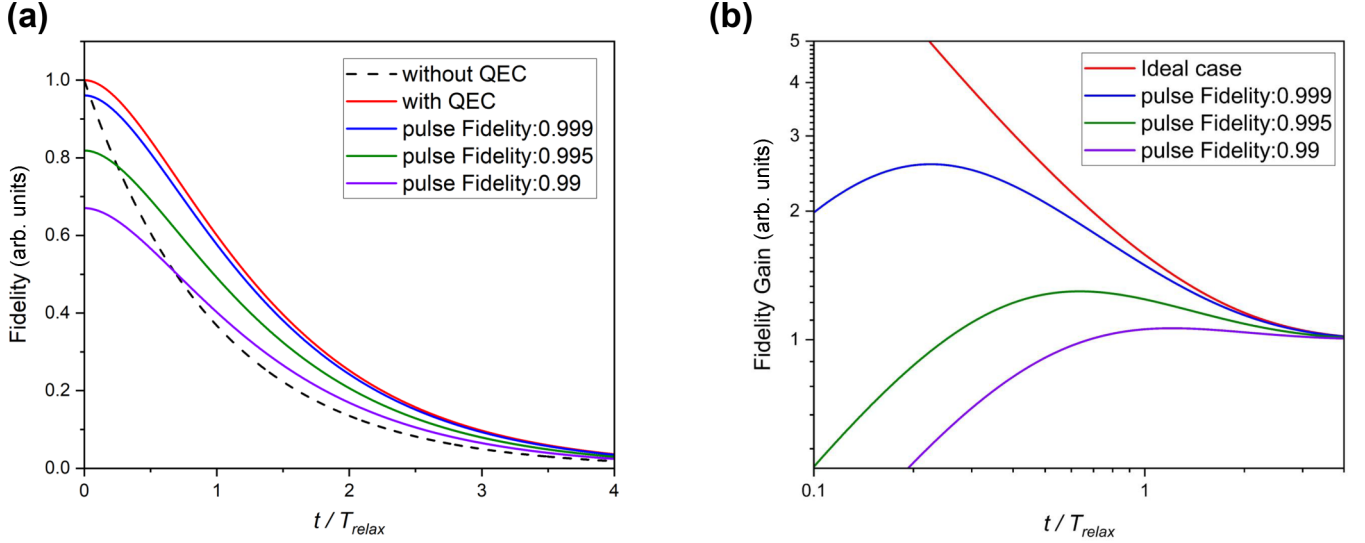 (a)
1.0
0.8
0.6
0.4
0.2
0.0
Fidelity (arb. units)
without QEC
with QEC
pulse Fidelity:0.999
pulse Fidelity:0.995
pulse Fidelity:0.99
0
1
2
3
4
t / Trelax
(b)
5
4
3
2
1
Fidelity Gain (arb. units)
Ideal case
pulse Fidelity:0.999
pulse Fidelity:0.995
pulse Fidelity:0.99
0.1
1
t / Trelax